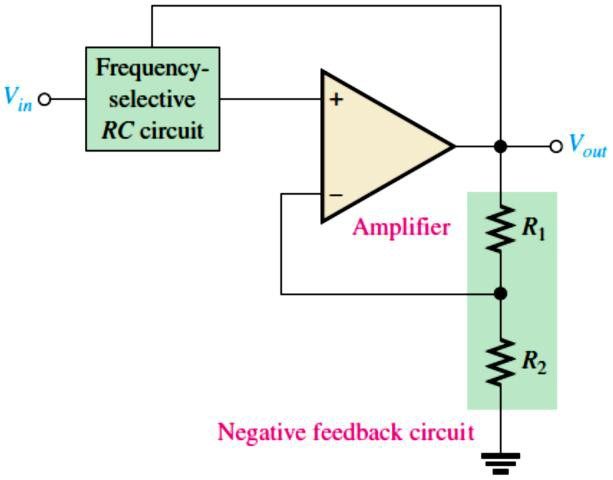 Frequency-
selective
RC circuit
V_in
+
−
V_out
Amplifier
R_1
R_2
Negative feedback circuit